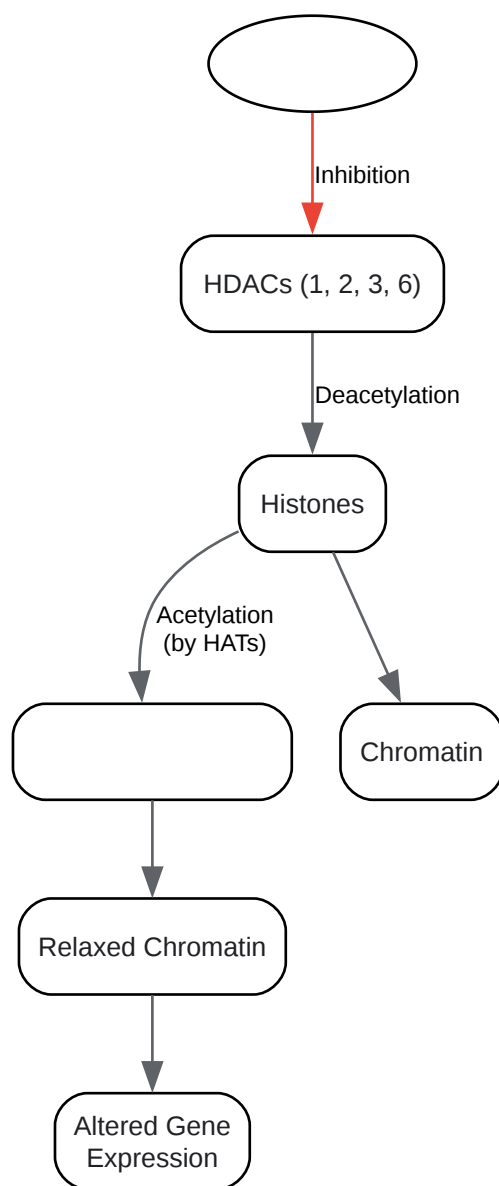 Inhibition
HDACs (1, 2, 3, 6)
Deacetylation
Histones
Acetylation
(by HATs)
Chromatin
Relaxed Chromatin
Altered Gene
Expression